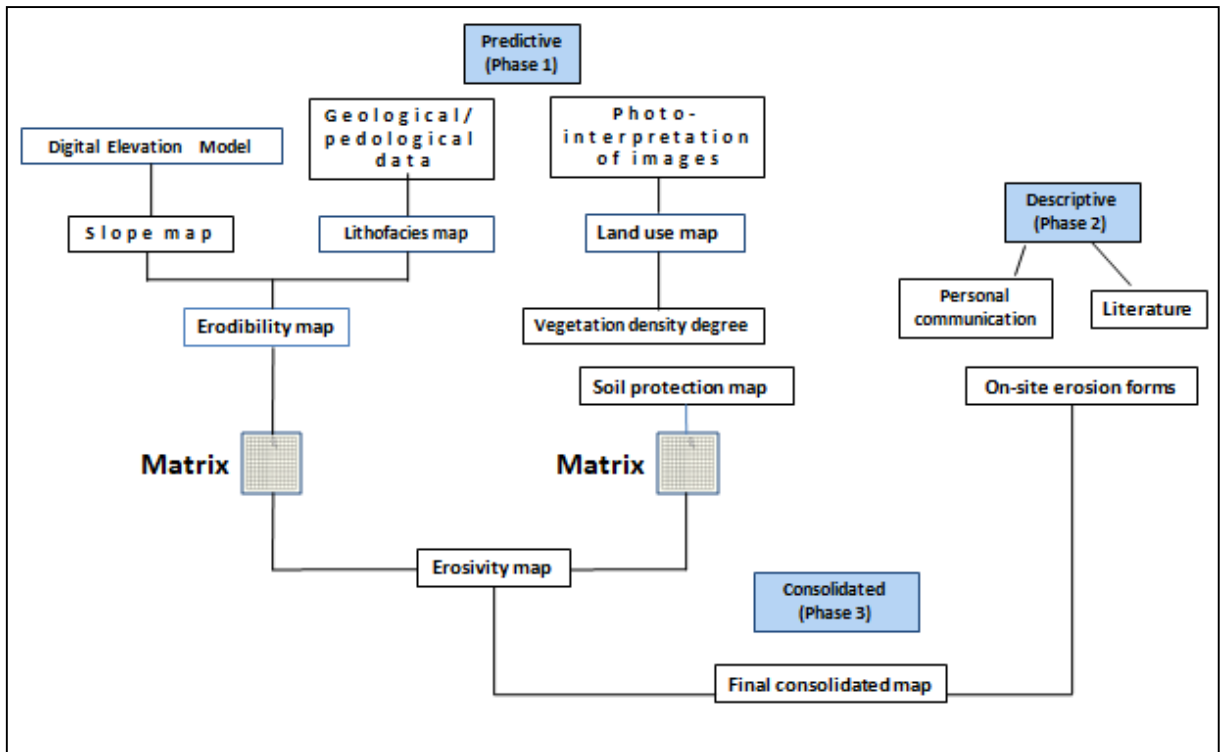 Predictive
(Phase 1)
Digital Elevation Model
Geological/
pedological
data
Photo-
interpretation
of images
Slope map
Lithofacies map
Land use map
Descriptive
(Phase 2)
Erodibility map
Vegetation density degree
Personal
communication
Literature
Soil protection map
On-site erosion forms
Matrix
Matrix
Erosivity map
Consolidated
(Phase 3)
Final consolidated map